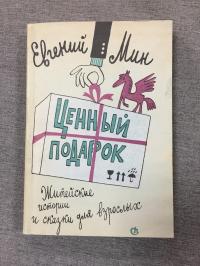 Евгений Мин
ЦЕННЫЙ
ПОДАРОК
Житейские
истории
и сказки для взрослых